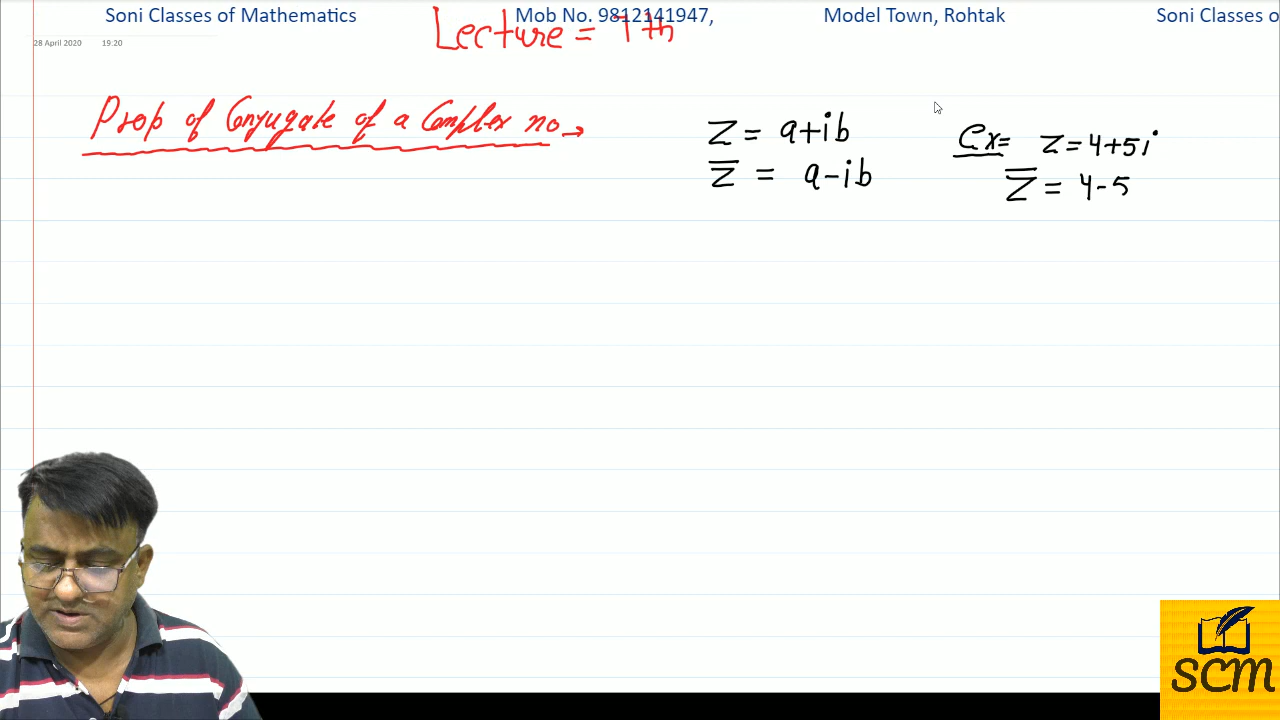 Soni Classes of Mathematics Mob No. 9812141947, Model Town, Rohtak Soni Classes o
Lecture = 7th
28 April 2020 19:20
Prop of Conjugate of a Complex no →
Z = a+ib
Z̅ = a-ib
Ex= Z=4+5i
Z̅ = 4-5
SCM